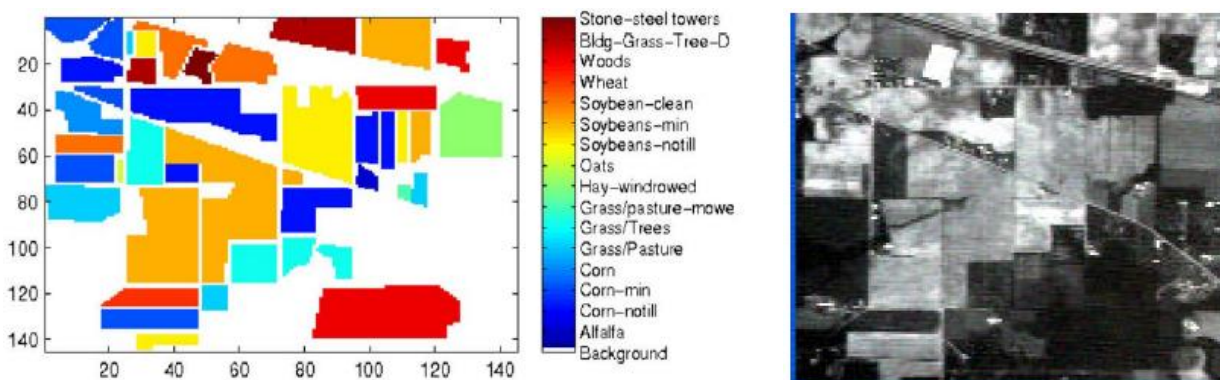 20
40
60
80
100
120
140
20 40 60 80 100 120 140
Stone-steel towers
Bldg-Grass-Tree-D
Woods
Wheat
Soybean-clean
Soybeans-min
Soybeans-notill
Oats
Hay-windrowed
Grass/pasture-mowe
Grass/Trees
Grass/Pasture
Corn
Corn-min
Corn-notill
Alfalfa
Background